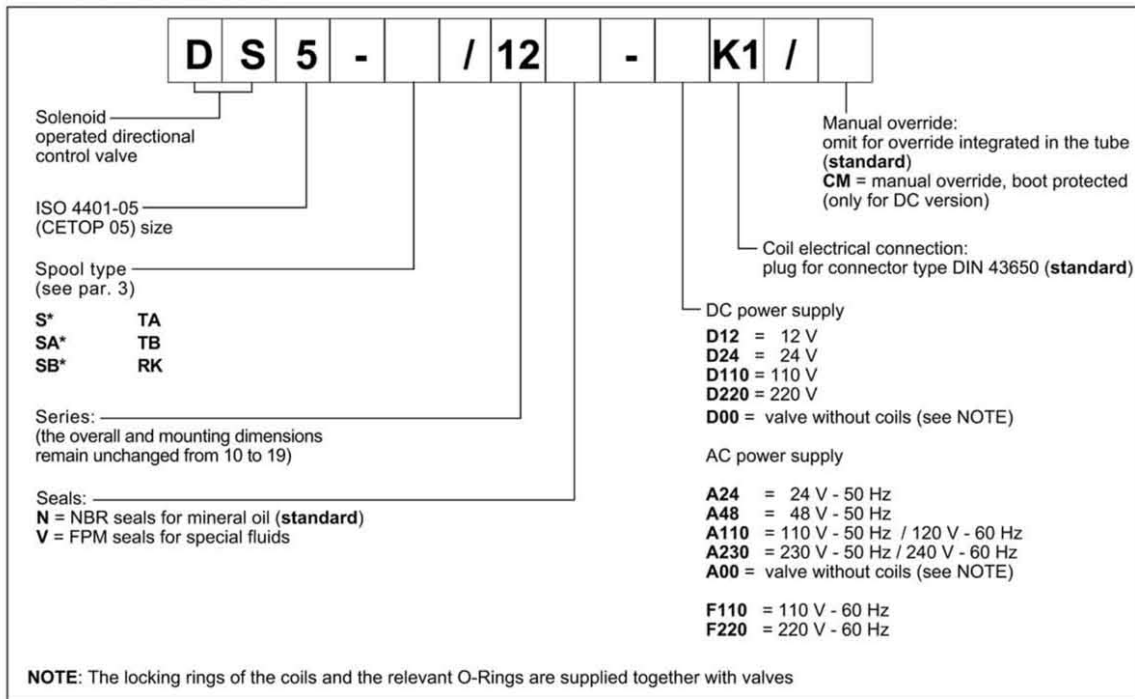 D S 5 - / 12 - K1 /
Solenoid
operated directional
control valve
ISO 4401-05
(CETOP 05) size
Spool type
(see par. 3)
S* TA
SA* TB
SB* RK
Series:
(the overall and mounting dimensions
remain unchanged from 10 to 19)
Seals:
N = NBR seals for mineral oil (standard)
V = FPM seals for special fluids
Manual override:
omit for override integrated in the tube
(standard)
CM = manual override, boot protected
(only for DC version)
Coil electrical connection:
plug for connector type DIN 43650 (standard)
DC power supply
D12 = 12 V
D24 = 24 V
D110 = 110 V
D220 = 220 V
D00 = valve without coils (see NOTE)
AC power supply
A24 = 24 V - 50 Hz
A48 = 48 V - 50 Hz
A110 = 110 V - 50 Hz / 120 V - 60 Hz
A230 = 230 V - 50 Hz / 240 V - 60 Hz
A00 = valve without coils (see NOTE)
F110 = 110 V - 60 Hz
F220 = 220 V - 60 Hz
NOTE: The locking rings of the coils and the relevant O-Rings are supplied together with valves